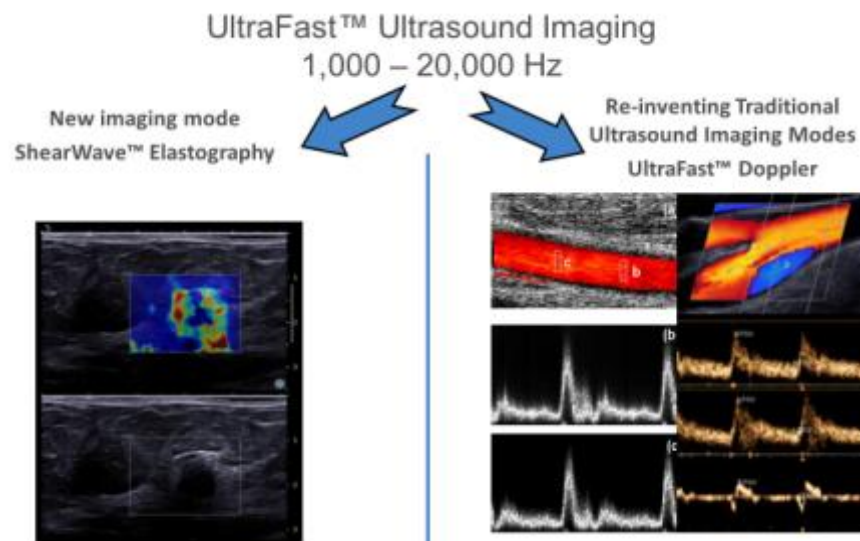 UltraFast™ Ultrasound Imaging
1,000 – 20,000 Hz
New imaging mode
ShearWave™ Elastography
Re-inventing Traditional
Ultrasound Imaging Modes
UltraFast™ Doppler
c
b
(b
(c